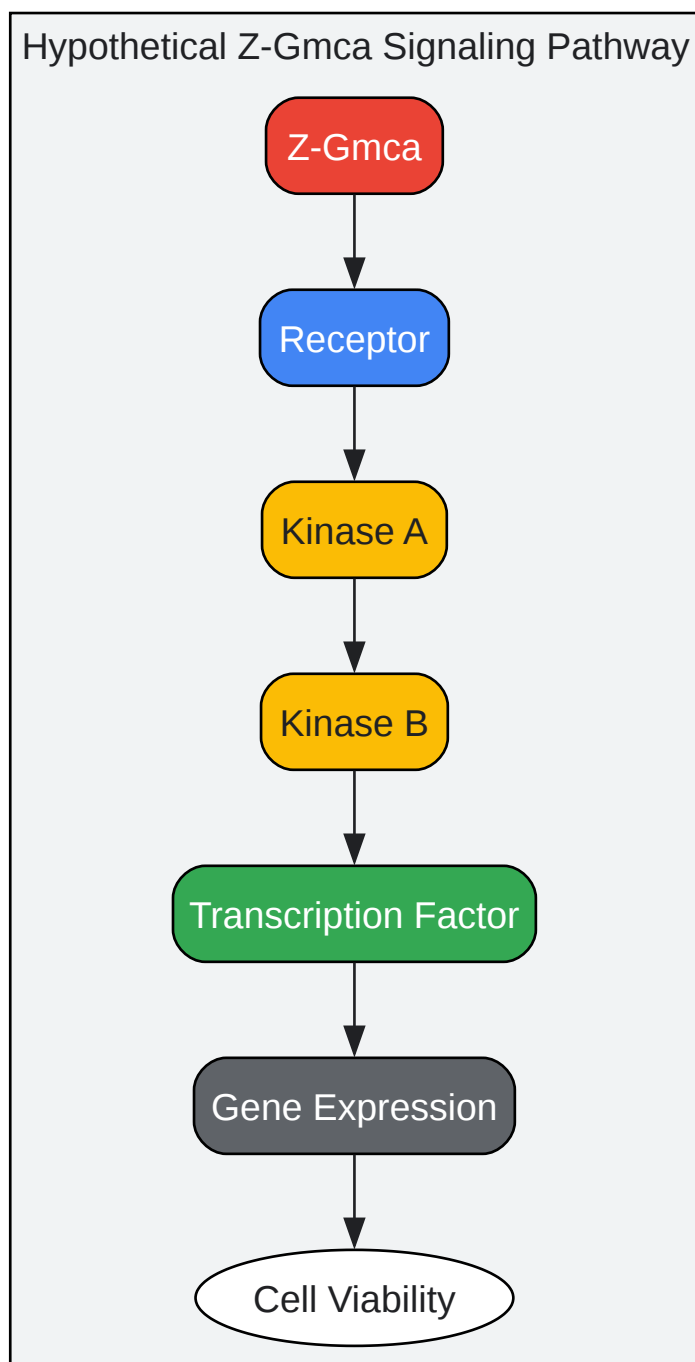 Hypothetical Z-Gmca Signaling Pathway
Z-Gmca
Receptor
Kinase A
Kinase B
Transcription Factor
Gene Expression
Cell Viability